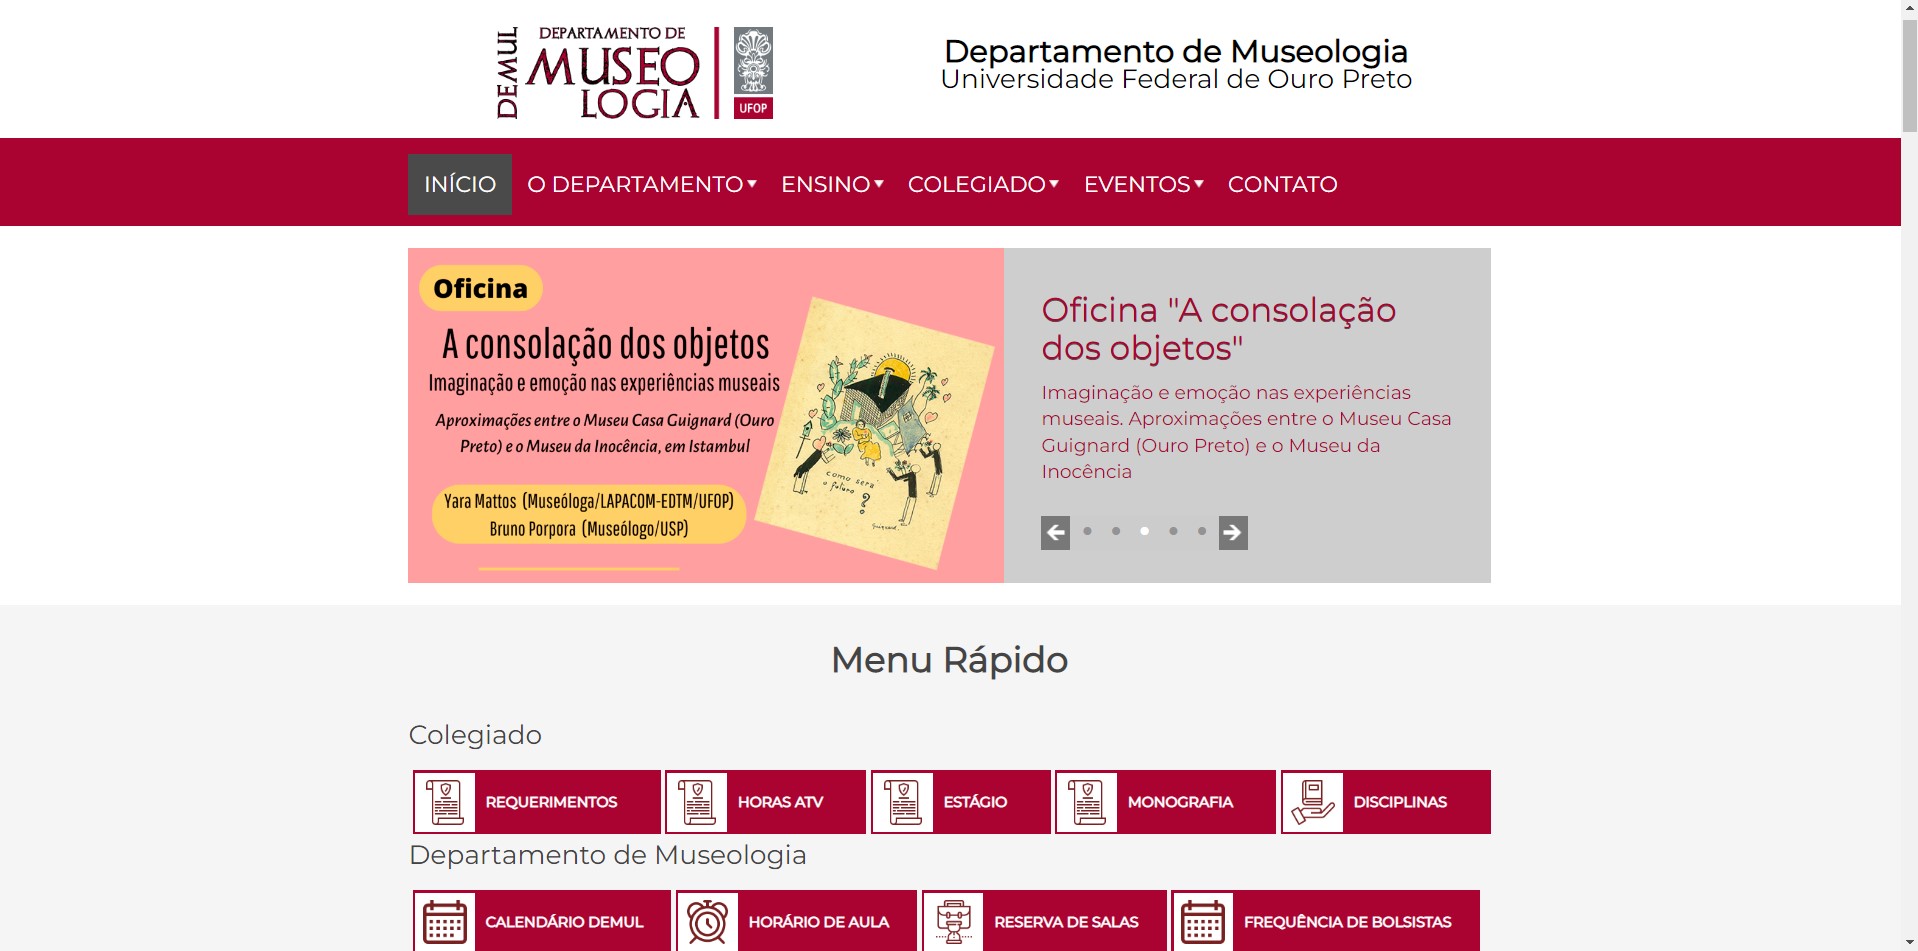 DEMUL
DEPARTAMENTO DE
MUSEO
LOGIA
UFOP
Departamento de Museologia
Universidade Federal de Ouro Preto
INÍCIO O DEPARTAMENTO ENSINO COLEGIADO EVENTOS CONTATO
Oficina
A consolação dos objetos
Imaginação e emoção nas experiências museais
Aproximações entre o Museu Casa Guignard (Ouro
Preto) e o Museu da Inocência, em Istambul
Yara Mattos (Museóloga/LAPACOM-EDTM/UFOP)
Bruno Porpora (Museólogo/USP)
como será
o futuro
?
Guignard
Oficina "A consolação
dos objetos"
Imaginação e emoção nas experiências
museais. Aproximações entre o Museu Casa
Guignard (Ouro Preto) e o Museu da
Inocência
Menu Rápido
Colegiado
REQUERIMENTOS HORAS ATV ESTÁGIO MONOGRAFIA DISCIPLINAS
Departamento de Museologia
CALENDÁRIO DEMUL HORÁRIO DE AULA RESERVA DE SALAS FREQUÊNCIA DE BOLSISTAS